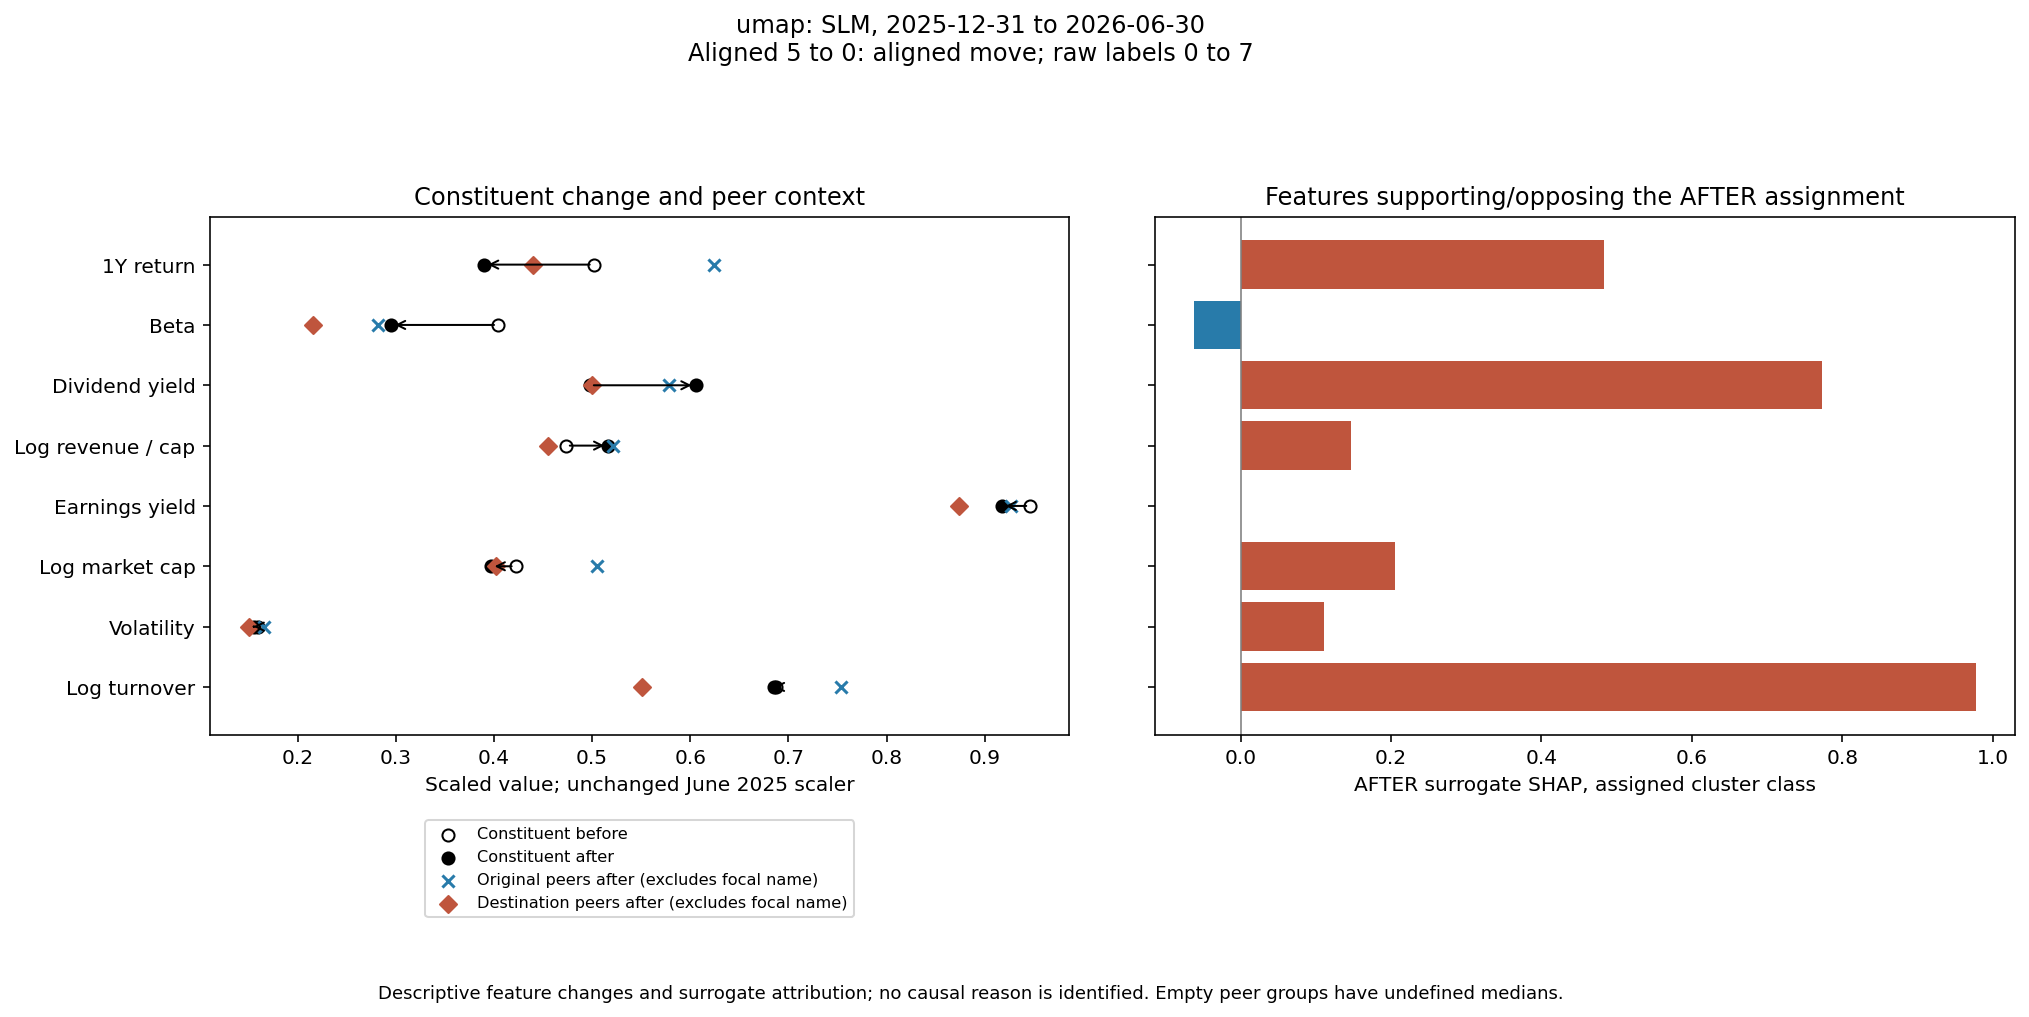 umap: SLM, 2025-12-31 to 2026-06-30
Aligned 5 to 0: aligned move; raw labels 0 to 7
Constituent change and peer context
1Y return
Beta
Dividend yield
Log revenue / cap
Earnings yield
Log market cap
Volatility
Log turnover
0.2 0.3 0.4 0.5 0.6 0.7 0.8 0.9
Scaled value; unchanged June 2025 scaler
Constituent before
Constituent after
Original peers after (excludes focal name)
Destination peers after (excludes focal name)
Features supporting/opposing the AFTER assignment
0.0 0.2 0.4 0.6 0.8 1.0
AFTER surrogate SHAP, assigned cluster class
Descriptive feature changes and surrogate attribution; no causal reason is identified. Empty peer groups have undefined medians.